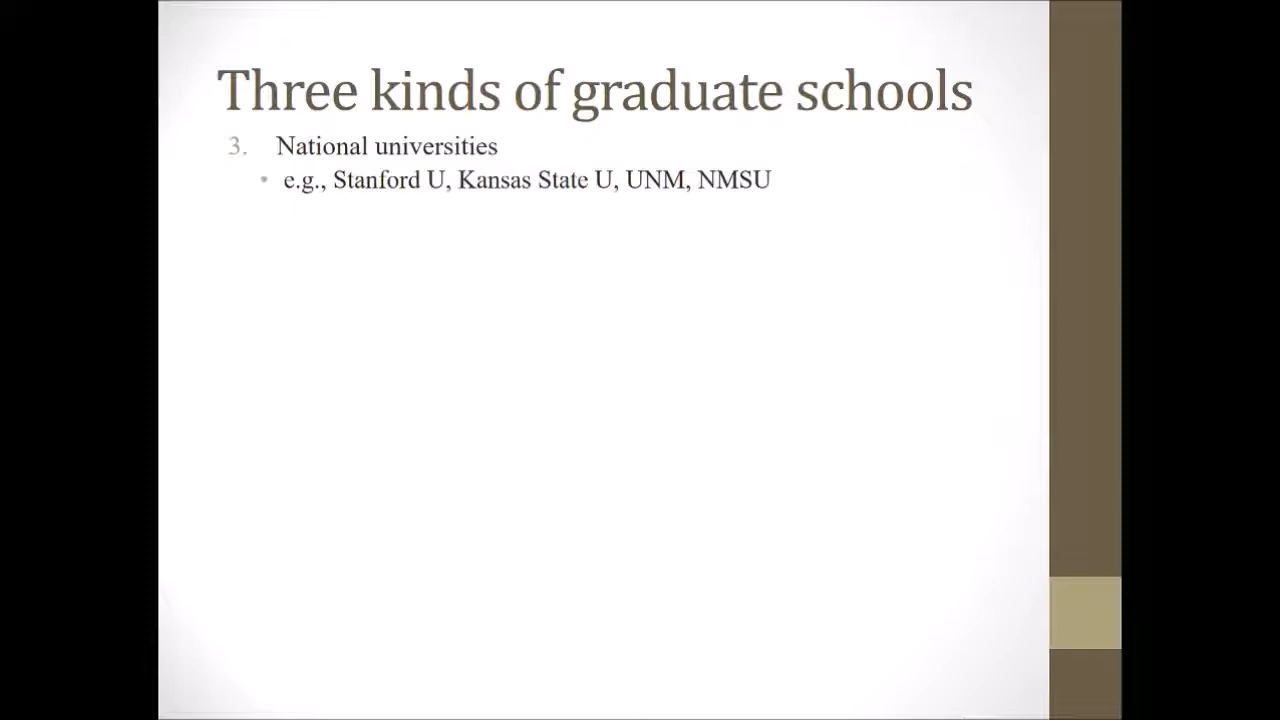 Three kinds of graduate schools
3. National universities
• e.g., Stanford U, Kansas State U, UNM, NMSU